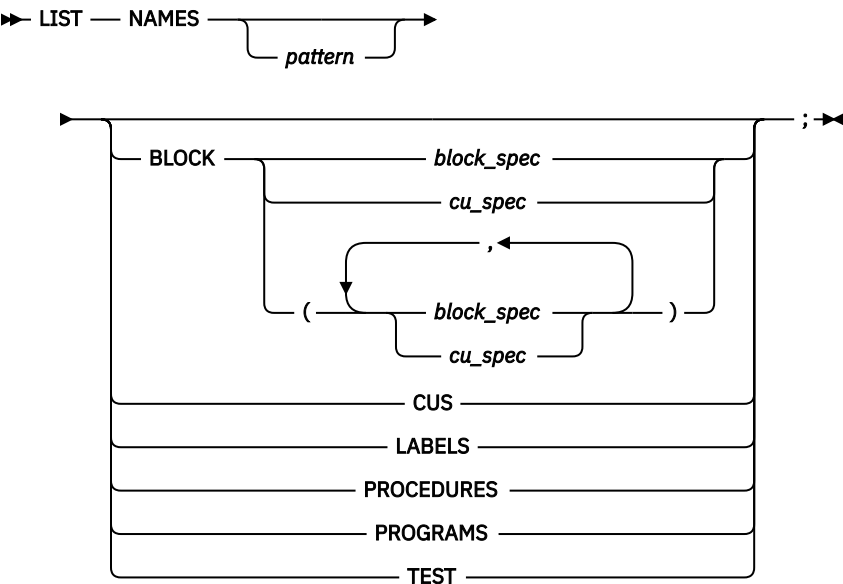 LIST NAMES
pattern
;
BLOCK block_spec
cu_spec
,
( block_spec )
cu_spec
CUS
LABELS
PROCEDURES
PROGRAMS
TEST